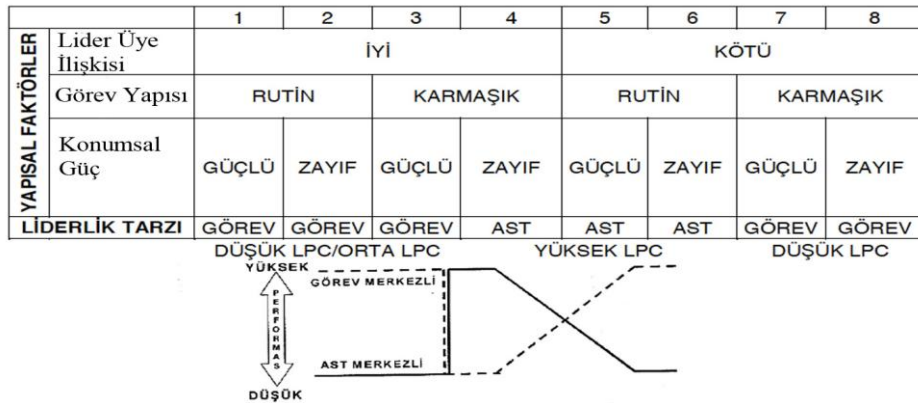 1 2 3 4 5 6 7 8
YAPISAL FAKTÖRLER
Lider Üye İlişkisi
İYİ KÖTÜ
Görev Yapısı
RUTİN KARMAŞIK RUTİN KARMAŞIK
Konumsal Güç
GÜÇLÜ ZAYIF GÜÇLÜ ZAYIF GÜÇLÜ ZAYIF GÜÇLÜ ZAYIF
LİDERLİK TARZI GÖREV GÖREV GÖREV AST AST AST GÖREV GÖREV
DÜŞÜK LPC/ORTA LPC YÜKSEK LPC DÜŞÜK LPC
YÜKSEK
GÖREV MERKEZLİ
PERFORMAS
AST MERKEZLİ
DÜŞÜK